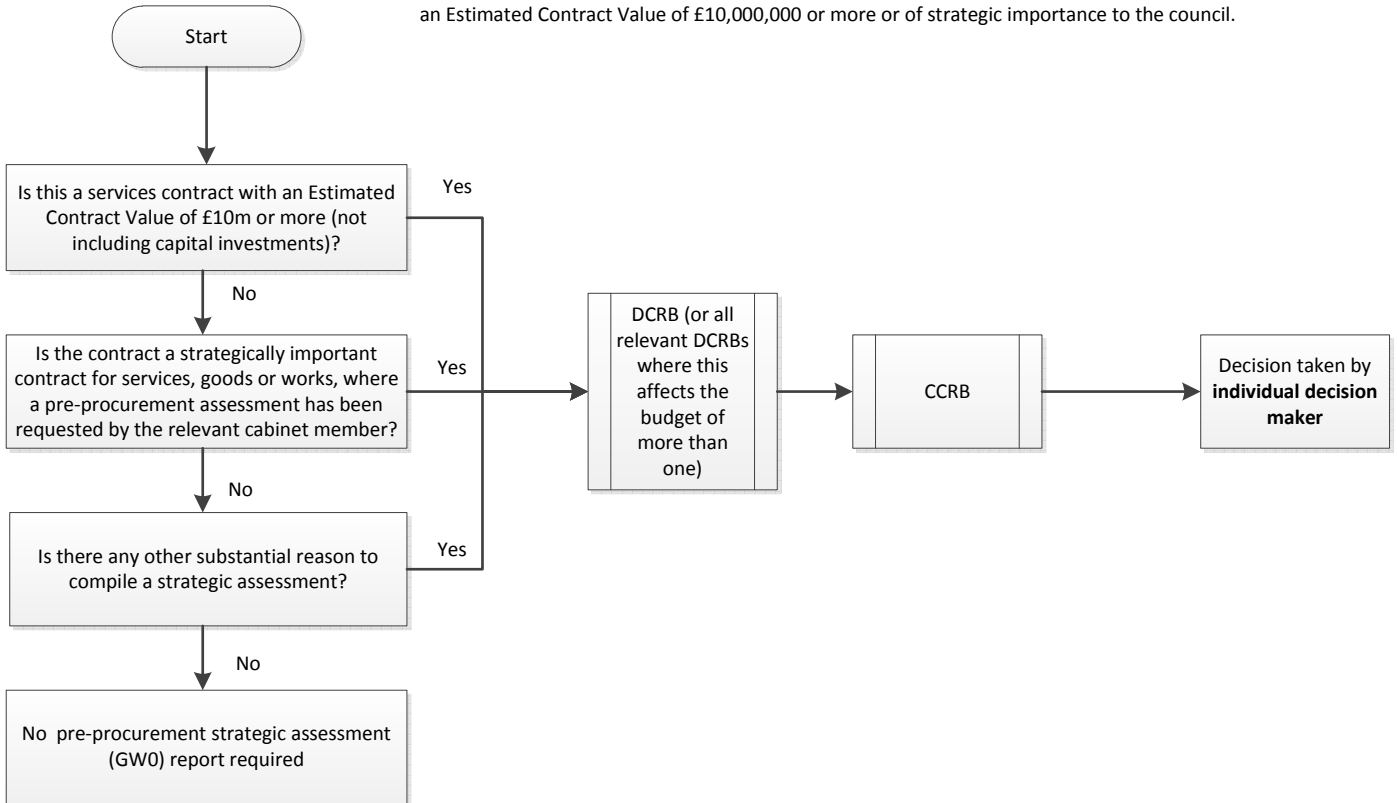 an Estimated Contract Value of £10,000,000 or more or of strategic importance to the council.
Start
Is this a services contract with an Estimated
Contract Value of £10m or more (not
including capital investments)?
Yes
No
Is the contract a strategically important
contract for services, goods or works, where
a pre-procurement assessment has been
requested by the relevant cabinet member?
Yes
No
Is there any other substantial reason to
compile a strategic assessment?
Yes
No
No pre-procurement strategic assessment
(GW0) report required
DCRB (or all
relevant DCRBs
where this
affects the
budget of
more than
one)
CCRB
Decision taken by
individual decision
maker